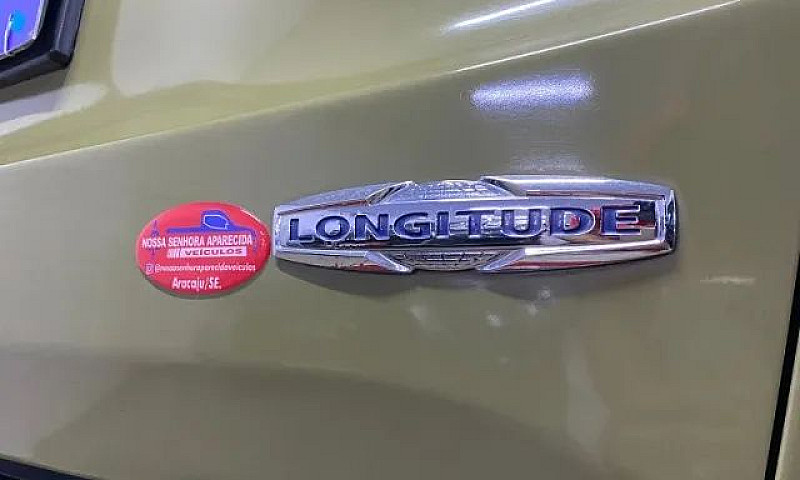 NOSSA SENHORA APARECIDA
VEÍCULOS
@nossasenhoraaparecidaveiculos
Aracaju/SE.
LONGITUDE